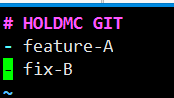 # HOLDMC GIT
- feature-A
- fix-B
~